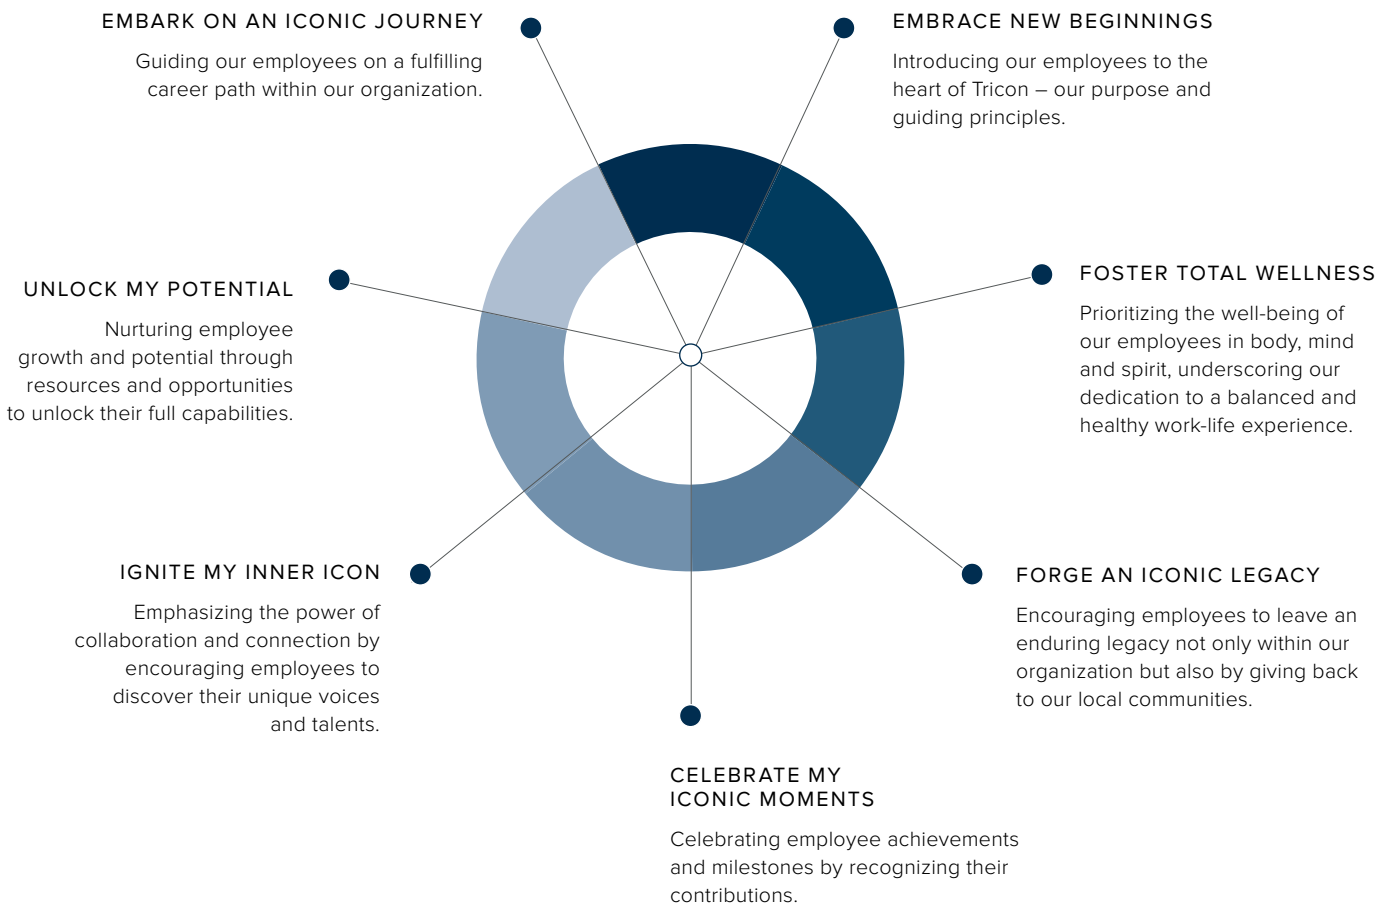 EMBARK ON AN ICONIC JOURNEY
Guiding our employees on a fulfilling
career path within our organization.
EMBRACE NEW BEGINNINGS
Introducing our employees to the
heart of Tricon – our purpose and
guiding principles.
UNLOCK MY POTENTIAL
Nurturing employee
growth and potential through
resources and opportunities
to unlock their full capabilities.
FOSTER TOTAL WELLNESS
Prioritizing the well-being of
our employees in body, mind
and spirit, underscoring our
dedication to a balanced and
healthy work-life experience.
IGNITE MY INNER ICON
Emphasizing the power of
collaboration and connection by
encouraging employees to
discover their unique voices
and talents.
FORGE AN ICONIC LEGACY
Encouraging employees to leave an
enduring legacy not only within our
organization but also by giving back
to our local communities.
CELEBRATE MY
ICONIC MOMENTS
Celebrating employee achievements
and milestones by recognizing their
contributions.